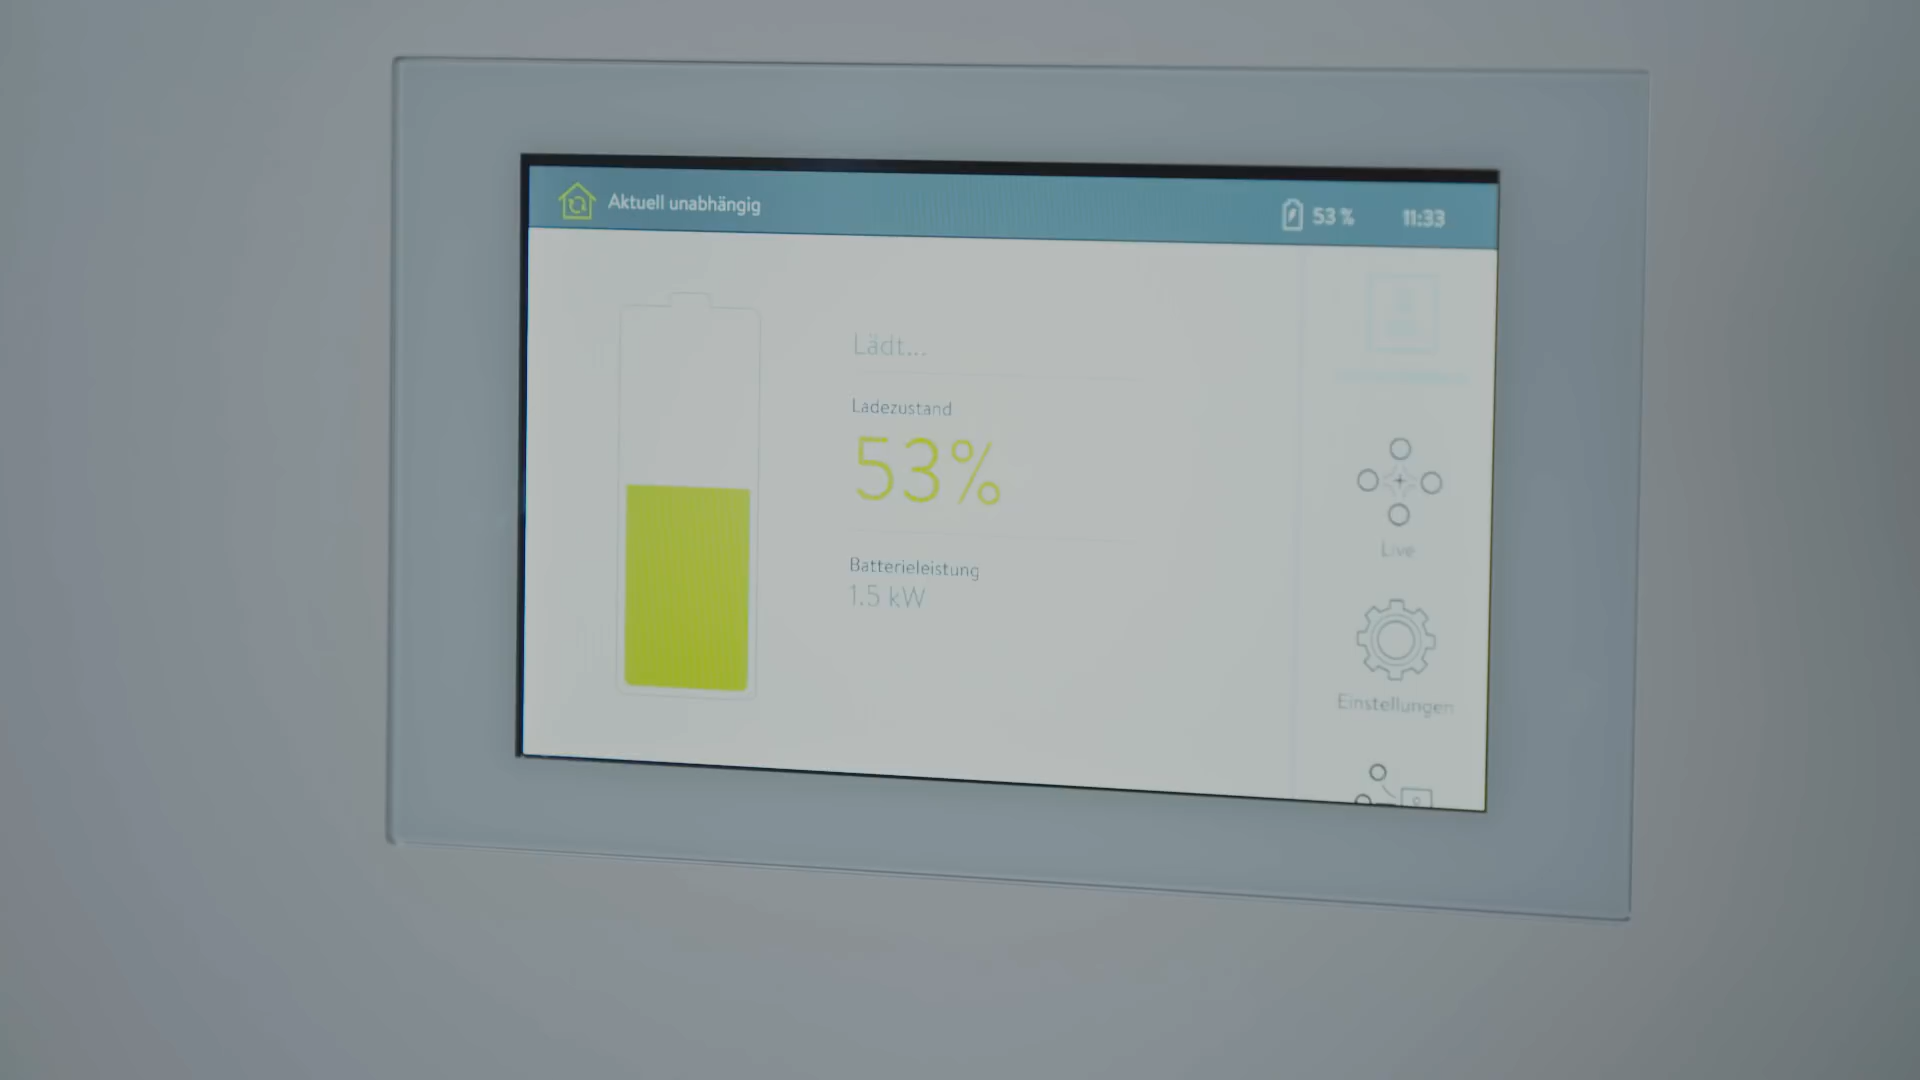 Aktuell unabhängig
53 %
11:33
Lädt...
Ladezustand
53%
Batterieleistung
1.5 kW
Live
Einstellungen